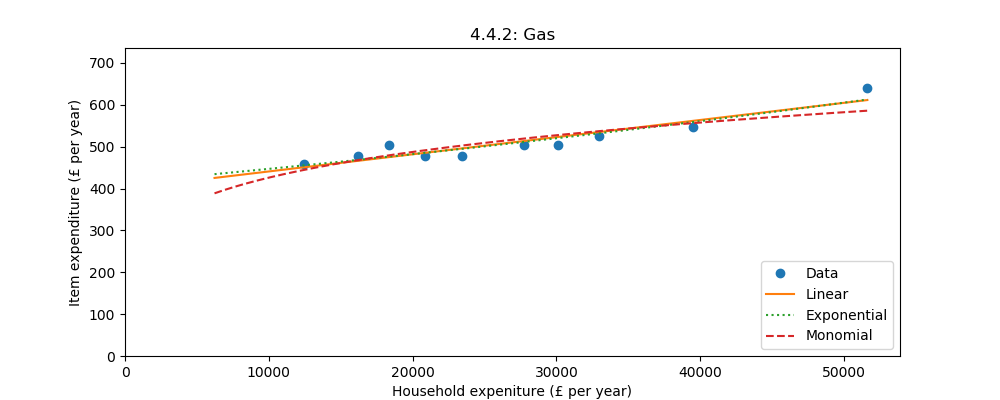 4.4.2: Gas
Item expenditure (£ per year)
700
600
500
400
300
200
100
0
0 10000 20000 30000 40000 50000
Household expeniture (£ per year)
Data
Linear
Exponential
Monomial